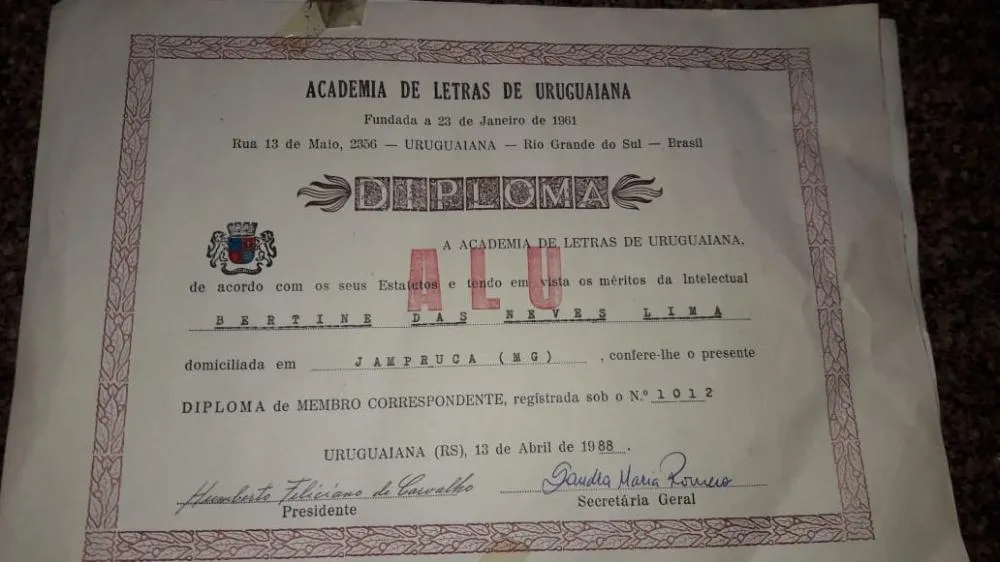 ACADEMIA DE LETRAS DE URUGUAIANA
Fundada a 23 de Janeiro de 1961
Rua 13 de Maio, 2356 — URUGUAIANA — Rio Grande do Sul — Brasil
DIPLOMA
A ACADEMIA DE LETRAS DE URUGUAIANA,
ALU
de acordo com os seus Estatutos e tendo em vista os méritos da Intelectual
BERTINE DAS NEVES LIMA
domiciliada em JAMPRUCA (MG), confere-lhe o presente
DIPLOMA de MEMBRO CORRESPONDENTE, registrada sob o N.º 1012
URUGUAIANA (RS), 13 de Abril de 1988.
Humberto Feliciano de Carvalho
Presidente
Sandra Maria Romero
Secretária Geral